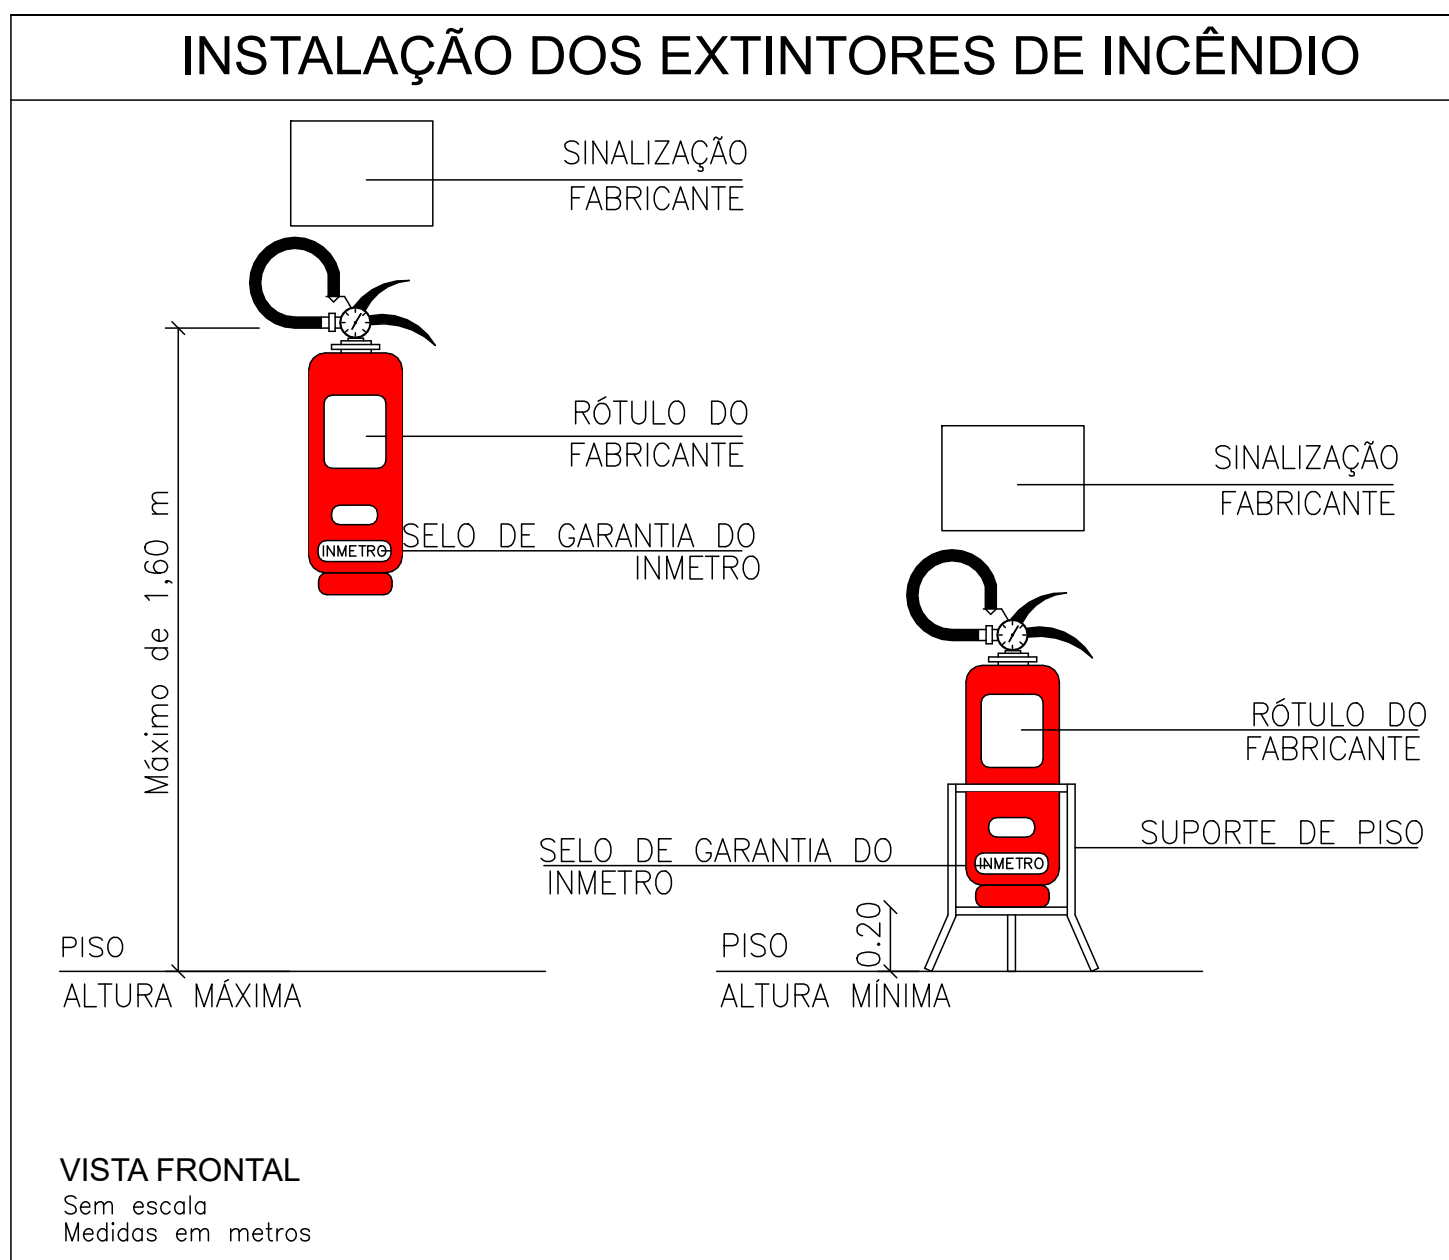 INSTALAÇÃO DOS EXTINTORES DE INCÊNDIO
SINALIZAÇÃO
FABRICANTE
RÓTULO DO
FABRICANTE
SELO DE GARANTIA DO
INMETRO
INMETRO
Máximo de 1,60 m
PISO
ALTURA MÁXIMA
SINALIZAÇÃO
FABRICANTE
RÓTULO DO
FABRICANTE
SUPORTE DE PISO
SELO DE GARANTIA DO
INMETRO
INMETRO
0.20
PISO
ALTURA MÍNIMA
VISTA FRONTAL
Sem escala
Medidas em metros